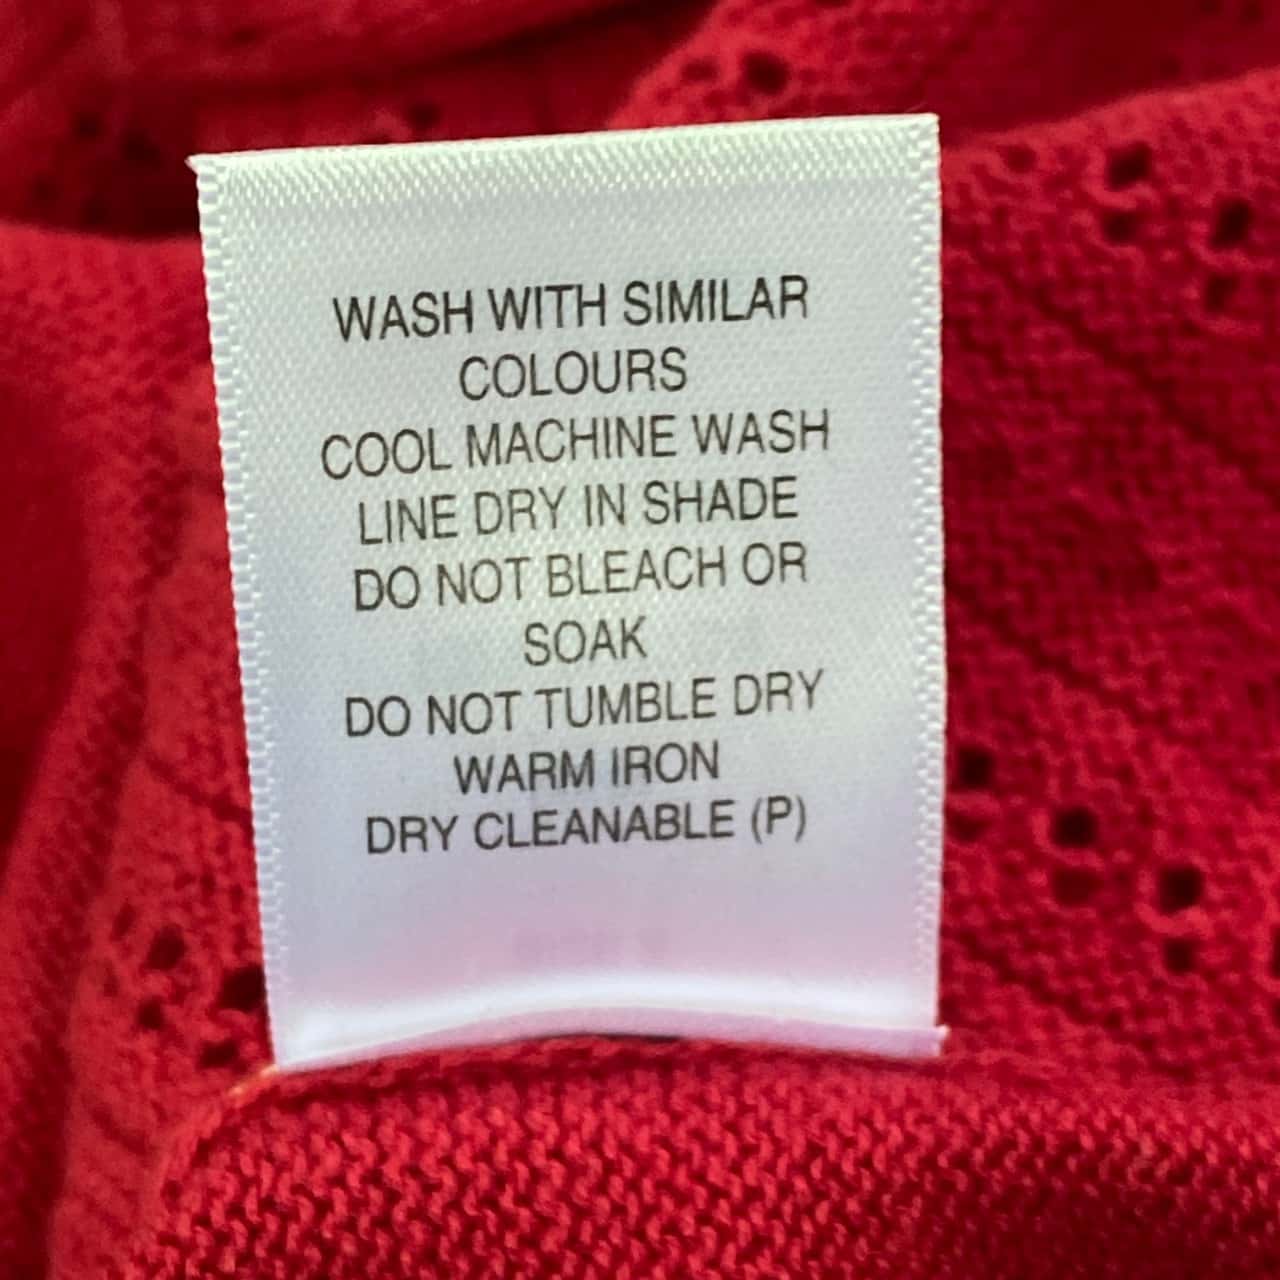 WASH WITH SIMILAR
COLOURS
COOL MACHINE WASH
LINE DRY IN SHADE
DO NOT BLEACH OR
SOAK
DO NOT TUMBLE DRY
WARM IRON
DRY CLEANABLE (P)